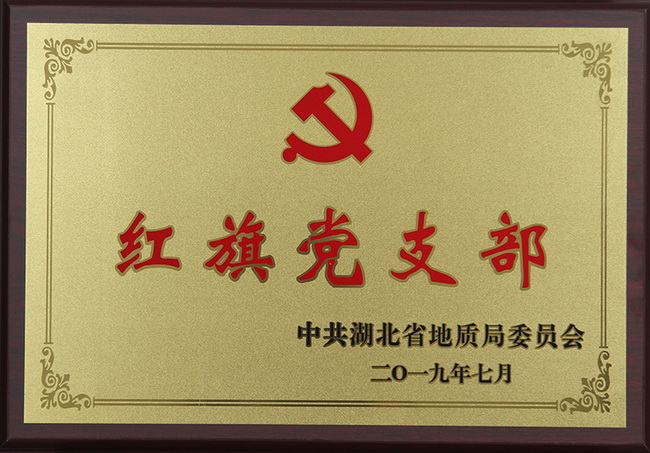 红旗党支部
中共湖北省地质局委员会
二O一九年七月